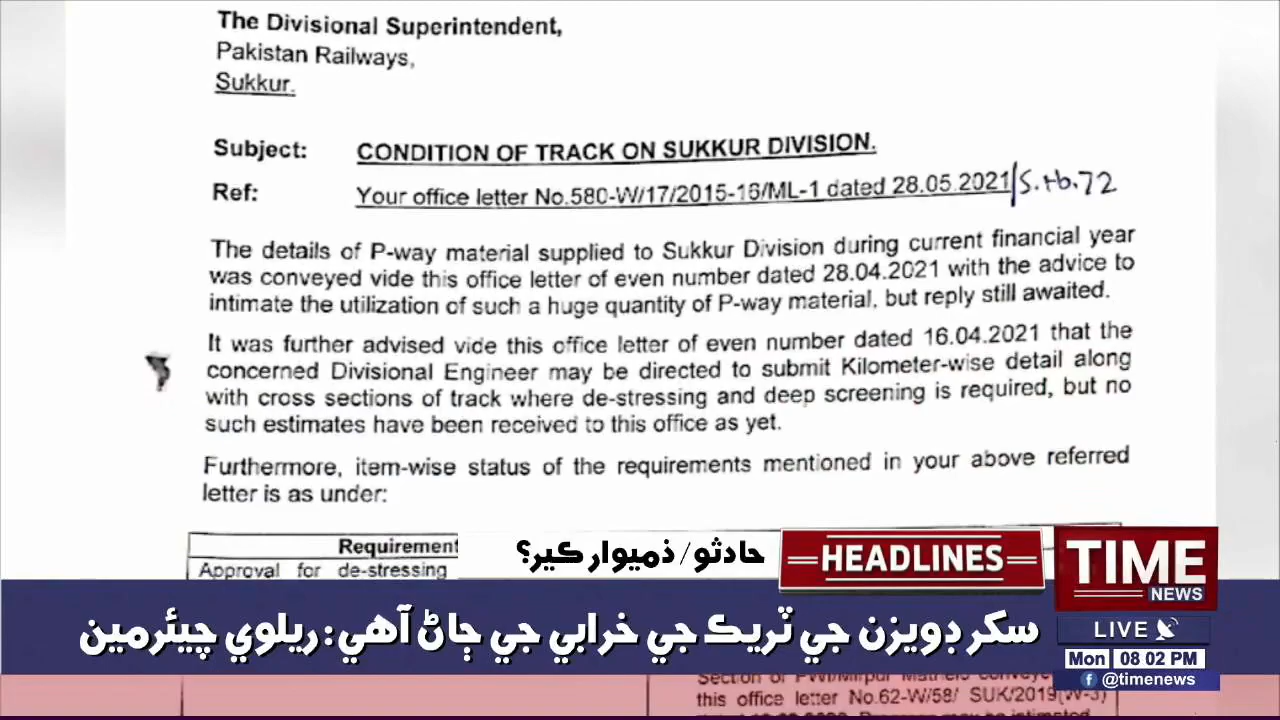 The Divisional Superintendent,
Pakistan Railways,
Sukkur.
Subject: CONDITION OF TRACK ON SUKKUR DIVISION.
Ref: Your office letter No.580-W/17/2015-16/ML-1 dated 28.05.2021/S.tb.72
The details of P-way material supplied to Sukkur Division during current financial year
was conveyed vide this office letter of even number dated 28.04.2021 with the advice to
intimate the utilization of such a huge quantity of P-way material, but reply still awaited.
It was further advised vide this office letter of even number dated 16.04.2021 that the
concerned Divisional Engineer may be directed to submit Kilometer-wise detail along
with cross sections of track where de-stressing and deep screening is required, but no
such estimates have been received to this office as yet.
Furthermore, item-wise status of the requirements mentioned in your above referred
letter is as under:
Requirement
Approval for de-stressing
حادثو/ ذميوار ڪير؟
HEADLINES
TIME
NEWS
سکر ڊويزن جي ٽريڪ جي خرابي جي ڄاڻ آهي: ريلوي چيئرمين
LIVE
Mon 08 02 PM
@timenews
Section of PWI/Mirpur Mathelo
this office letter No.62-W/58/ SUK/2019(W-3)